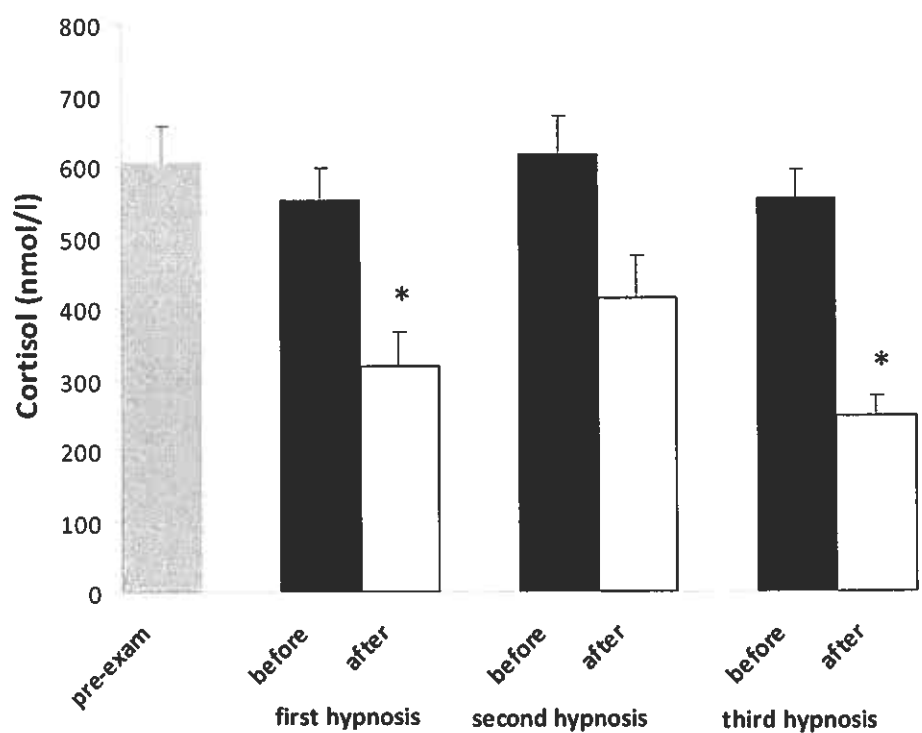 800
700
600
500
400
300
200
100
0
Cortisol (nmol/l)
*
*
pre-exam
before
after
before
after
before
after
first hypnosis
second hypnosis
third hypnosis